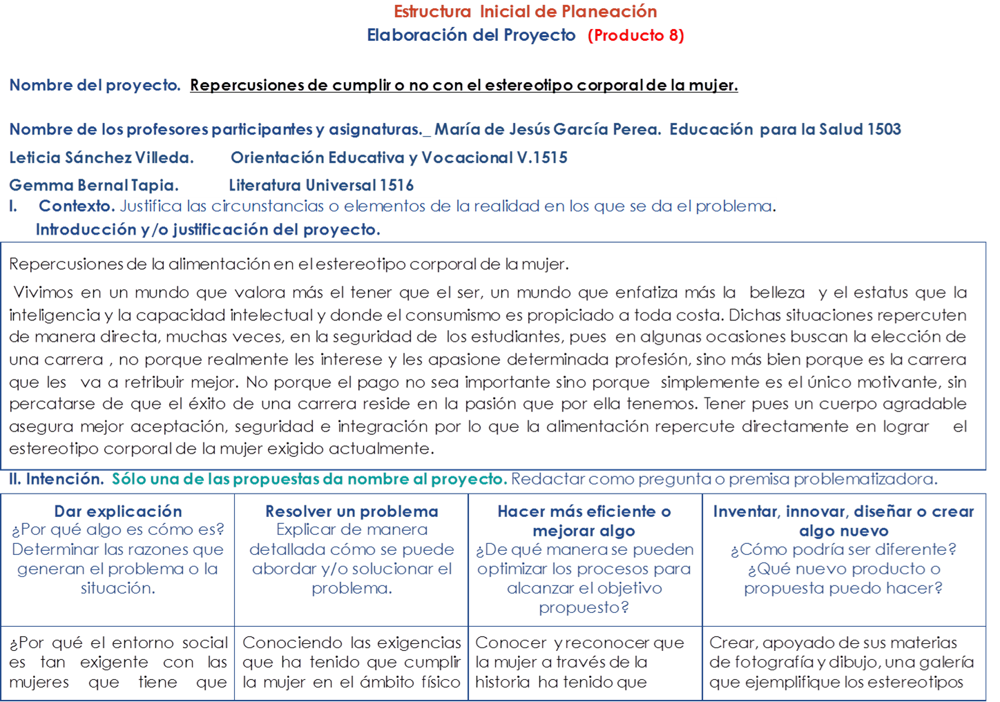 Estructura Inicial de Planeación
Elaboración del Proyecto (Producto 8)
Nombre del proyecto. Repercusiones de cumplir o no con el estereotipo corporal de la mujer.
Nombre de los profesores participantes y asignaturas._ María de Jesús García Perea. Educación para la Salud 1503
Leticia Sánchez Villeda. Orientación Educativa y Vocacional V.1515
Gemma Bernal Tapia. Literatura Universal 1516
I. Contexto. Justifica las circunstancias o elementos de la realidad en los que se da el problema.
Introducción y/o justificación del proyecto.
Repercusiones de la alimentación en el estereotipo corporal de la mujer.
Vivimos en un mundo que valora más el tener que el ser, un mundo que enfatiza más la belleza y el estatus que la
inteligencia y la capacidad intelectual y donde el consumismo es propiciado a toda costa. Dichas situaciones repercuten
de manera directa, muchas veces, en la seguridad de los estudiantes, pues en algunas ocasiones buscan la elección de
una carrera , no porque realmente les interese y les apasione determinada profesión, sino más bien porque es la carrera
que les va a retribuir mejor. No porque el pago no sea importante sino porque simplemente es el único motivante, sin
percatarse de que el éxito de una carrera reside en la pasión que por ella tenemos. Tener pues un cuerpo agradable
asegura mejor aceptación, seguridad e integración por lo que la alimentación repercute directamente en lograr el
estereotipo corporal de la mujer exigido actualmente.
II. Intención. Sólo una de las propuestas da nombre al proyecto. Redactar como pregunta o premisa problematizadora.
Dar explicación
¿Por qué algo es cómo es?
Determinar las razones que
generan el problema o la
situación.
Resolver un problema
Explicar de manera
detallada cómo se puede
abordar y/o solucionar el
problema.
Hacer más eficiente o
mejorar algo
¿De qué manera se pueden
optimizar los procesos para
alcanzar el objetivo
propuesto?
Inventar, innovar, diseñar o crear
algo nuevo
¿Cómo podría ser diferente?
¿Qué nuevo producto o
propuesta puedo hacer?
¿Por qué el entorno social
es tan exigente con las
mujeres que tiene que
Conociendo las exigencias
que ha tenido que cumplir
la mujer en el ámbito físico
Conocer y reconocer que
la mujer a través de la
historia ha tenido que
Crear, apoyado de sus materias
de fotografía y dibujo, una galería
que ejemplifique los estereotipos